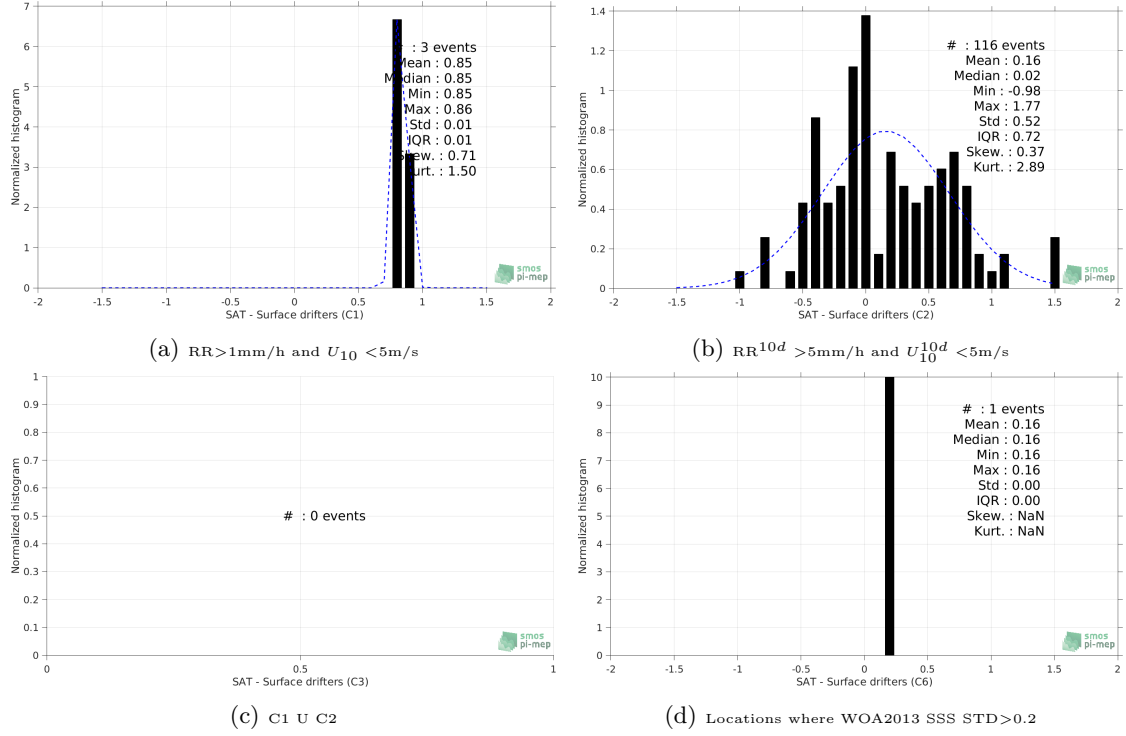 7
6
5
4
3
2
1
0
Normalized histogram
# : 3 events
Mean : 0.85
Median : 0.85
Min : 0.85
Max : 0.86
Std : 0.01
IQR : 0.01
Skew. : 0.71
Kurt. : 1.50
smos
pi-mep
-2 -1.5 -1 -0.5 0 0.5 1 1.5 2
SAT - Surface drifters (C1)
(a) RR>1mm/h and U10 <5m/s
1.4
1.2
1
0.8
0.6
0.4
0.2
0
Normalized histogram
# : 116 events
Mean : 0.16
Median : 0.02
Min : -0.98
Max : 1.77
Std : 0.52
IQR : 0.72
Skew. : 0.37
Kurt. : 2.89
smos
pi-mep
-2 -1.5 -1 -0.5 0 0.5 1 1.5 2
SAT - Surface drifters (C2)
(b) RR10d >5mm/h and U10d10 <5m/s
1
0.9
0.8
0.7
0.6
0.5
0.4
0.3
0.2
0.1
0
Normalized histogram
# : 0 events
smos
pi-mep
0 0.5 1
SAT - Surface drifters (C3)
(c) C1 U C2
10
9
8
7
6
5
4
3
2
1
0
Normalized histogram
# : 1 events
Mean : 0.16
Median : 0.16
Min : 0.16
Max : 0.16
Std : 0.00
IQR : 0.00
Skew. : NaN
Kurt. : NaN
smos
pi-mep
-2 -1.5 -1 -0.5 0 0.5 1 1.5 2
SAT - Surface drifters (C6)
(d) Locations where WOA2013 SSS STD>0.2